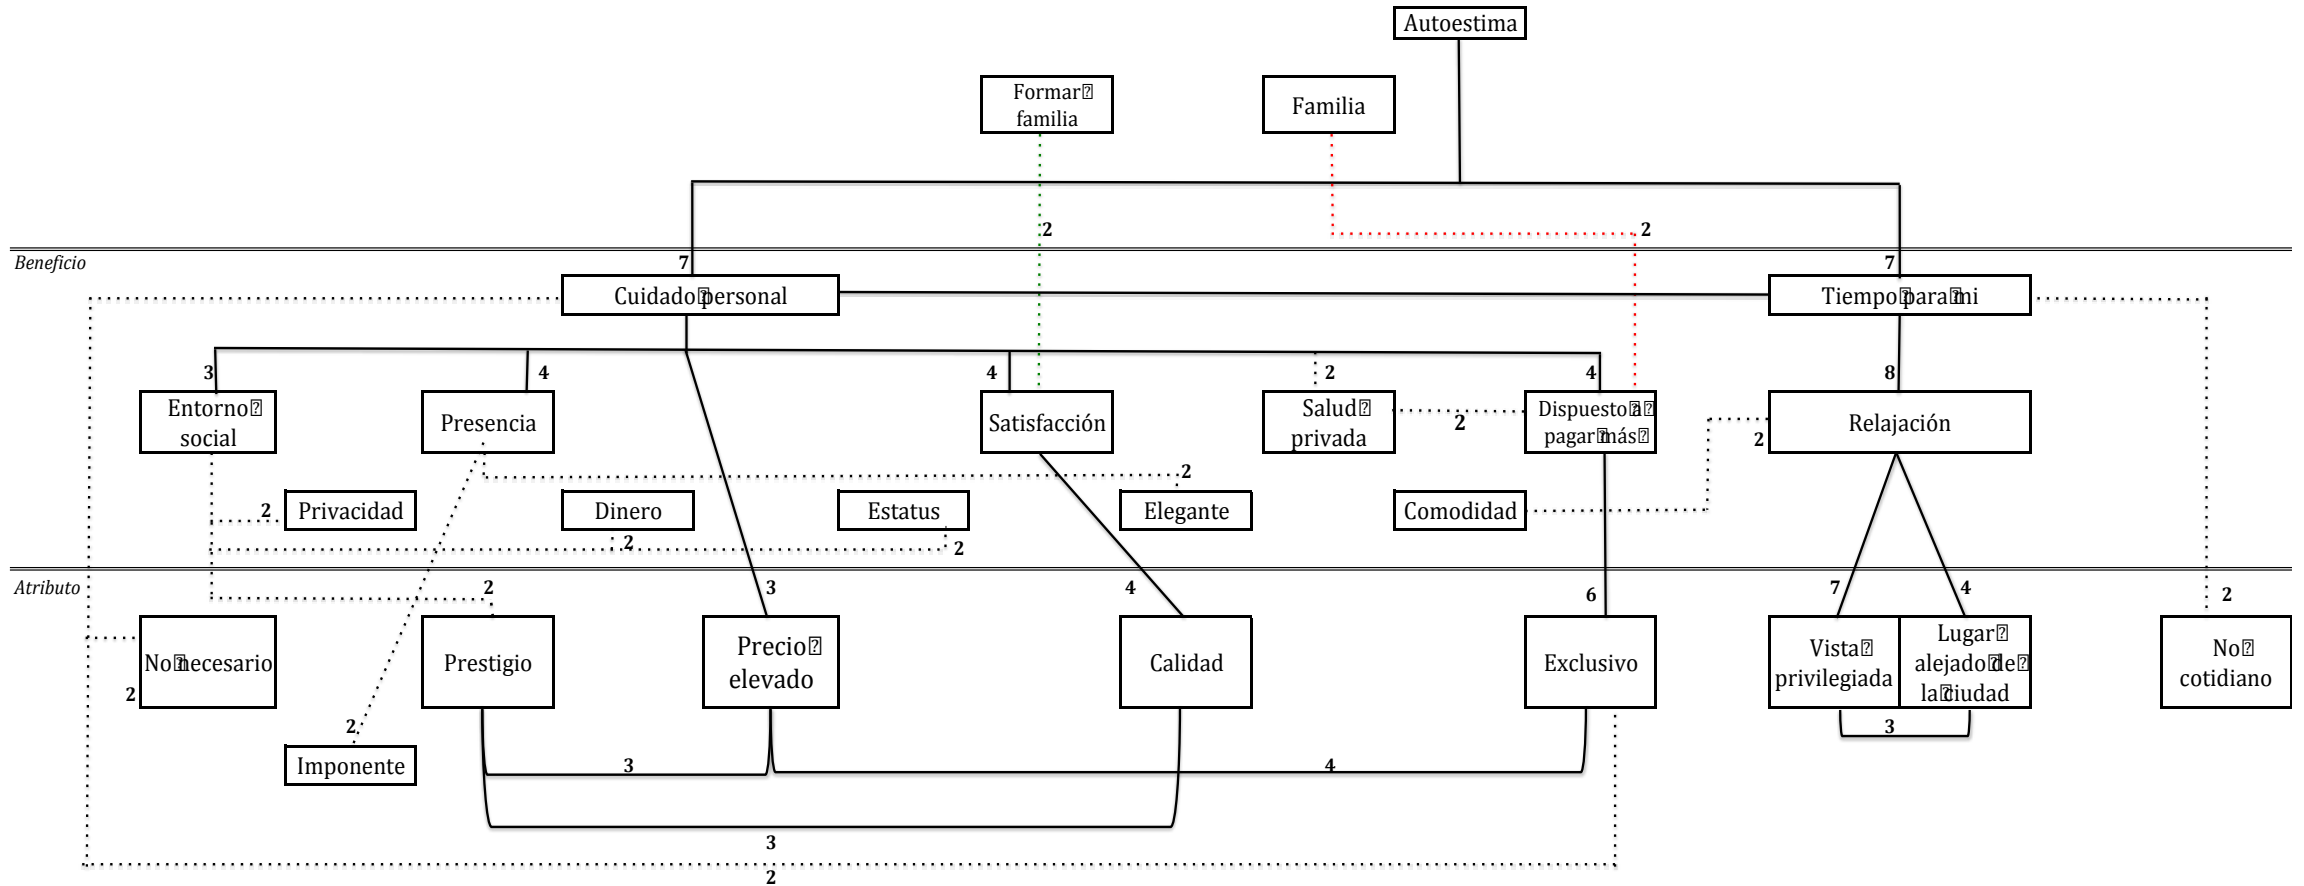 Autoestima
Formar
familia
Familia
2
2
Beneficio
7
7
Cuidado personal
Tiempo para mi
3
4
4
2
4
8
Entorno
social
Presencia
Satisfacción
Salud
privada
2
Dispuesto a
pagar más
Relajación
2
2
2
Privacidad
Dinero
Estatus
Elegante
Comodidad
2
2
Atributo
2
3
4
6
7
4
2
No necesario
Prestigio
Precio
elevado
Calidad
Exclusivo
Vista
privilegiada
Lugar
alejado de
la ciudad
No
cotidiano
2
2
3
Imponente
3
4
3
2